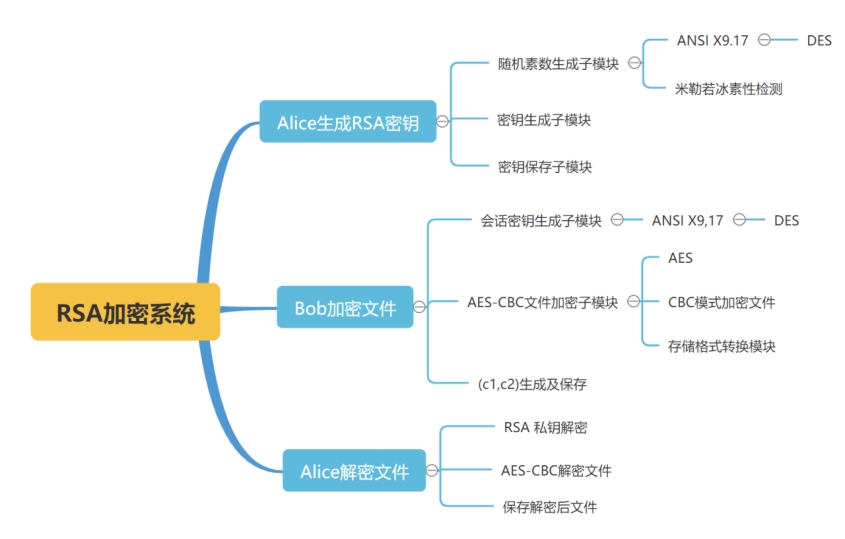 RSA加密系统
Alice生成RSA密钥
随机素数生成子模块
ANSI X9.17
DES
米勒若冰素性检测
密钥生成子模块
密钥保存子模块
Bob加密文件
会话密钥生成子模块
ANSI X9,17
DES
AES-CBC文件加密子模块
AES
CBC模式加密文件
存储格式转换模块
(c1,c2)生成及保存
Alice解密文件
RSA 私钥解密
AES-CBC解密文件
保存解密后文件